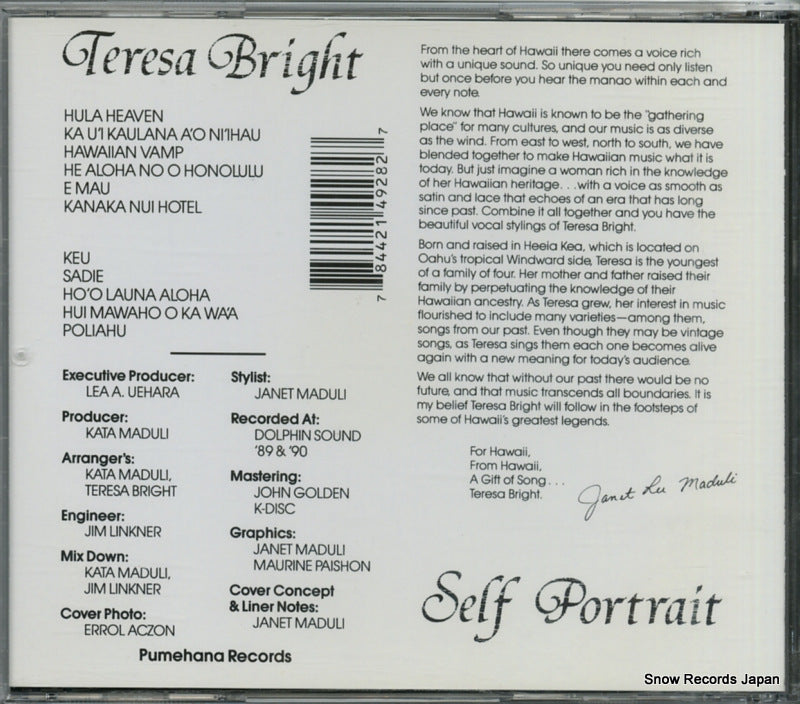 Teresa Bright
HULA HEAVEN
KA U'I KAULANA A'O NI'IHAU
HAWAIIAN VAMP
HE ALOHA NO O HONOLULU
E MAU
KANAKA NUI HOTEL
KEU
SADIE
HO'O LAUNA ALOHA
HUI MAWAHO O KA WA'A
POLIAHU
7 84421 49282 7
Executive Producer:
LEA A. UEHARA
Producer:
KATA MADULI
Arranger's:
KATA MADULI,
TERESA BRIGHT
Engineer:
JIM LINKNER
Mix Down:
KATA MADULI,
JIM LINKNER
Cover Photo:
ERROL ACZON
Stylist:
JANET MADULI
Recorded At:
DOLPHIN SOUND
'89 & '90
Mastering:
JOHN GOLDEN
K-DISC
Graphics:
JANET MADULI
MAURINE PAISHON
Cover Concept
& Liner Notes:
JANET MADULI
Pumehana Records
From the heart of Hawaii there comes a voice rich
with a unique sound. So unique you need only listen
but once before you hear the manao within each and
every note.
We know that Hawaii is known to be the "gathering
place" for many cultures, and our music is as diverse
as the wind. From east to west, north to south, we have
blended together to make Hawaiian music what it is
today. But just imagine a woman rich in the knowledge
of her Hawaiian heritage...with a voice as smooth as
satin and lace that echoes of an era that has long
since past. Combine it all together and you have the
beautiful vocal stylings of Teresa Bright.
Born and raised in Heeia Kea, which is located on
Oahu's tropical Windward side, Teresa is the youngest
of a family of four. Her mother and father raised their
family by perpetuating the knowledge of their
Hawaiian ancestry. As Teresa grew, her interest in music
flourished to include many varieties—among them,
songs from our past. Even though they may be vintage
songs, as Teresa sings them each one becomes alive
again with a new meaning for today's audience.
We all know that without our past there would be no
future, and that music transcends all boundaries. It is
my belief Teresa Bright will follow in the footsteps of
some of Hawaii's greatest legends.
For Hawaii,
From Hawaii,
A Gift of Song...
Teresa Bright.
Janet Lee Maduli
Self Portrait
Snow Records Japan